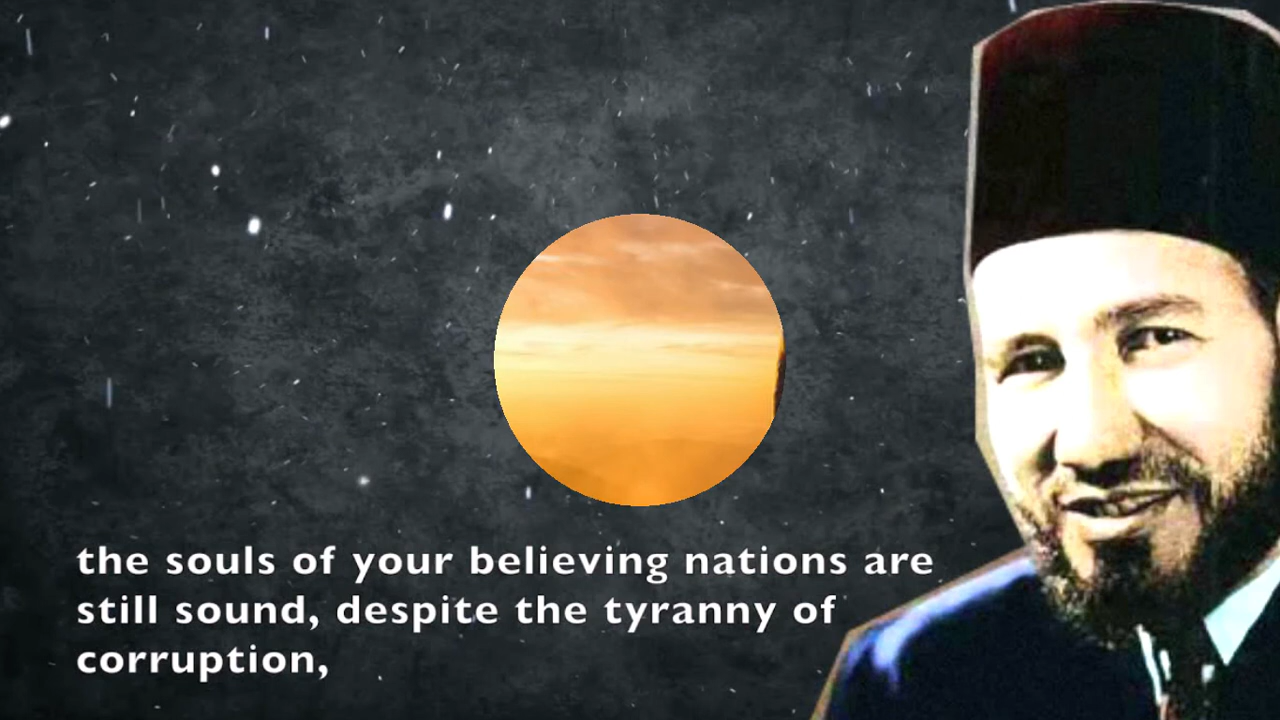 the souls of your believing nations are
still sound, despite the tyranny of
corruption,